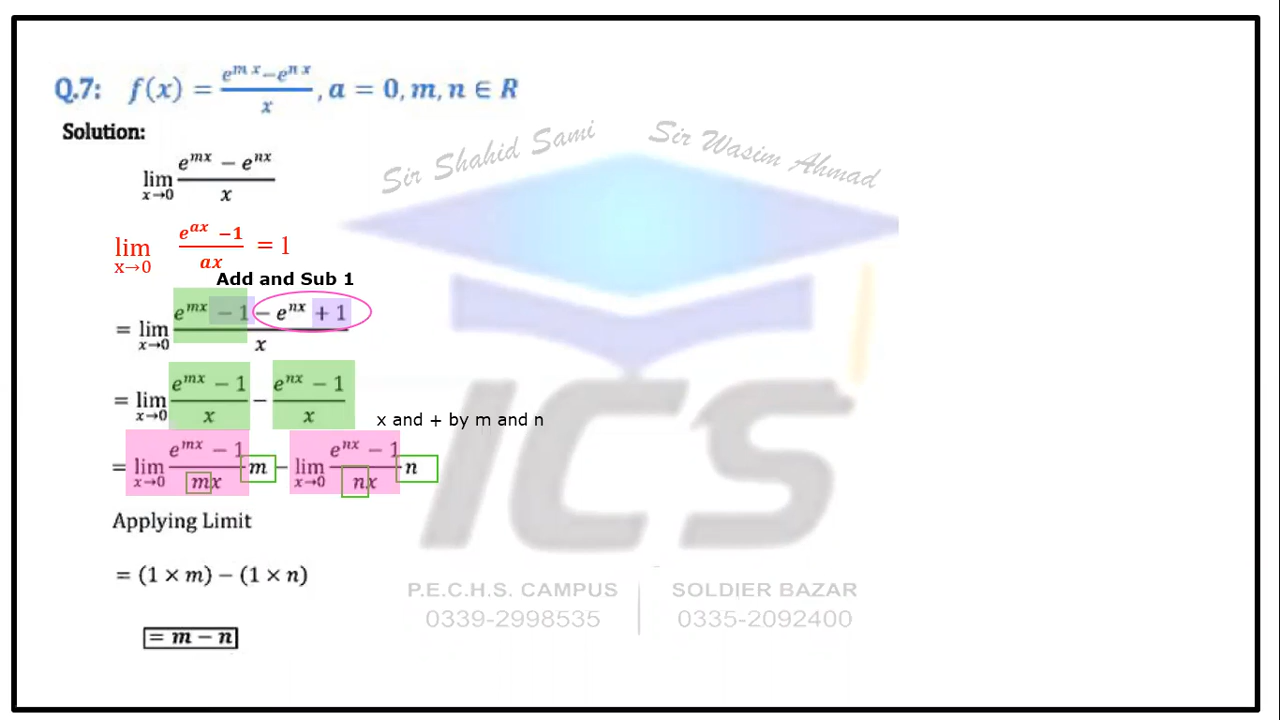 Q.7: f(x) = (e^{mx} − e^{nx})/x , a = 0, m, n ∈ R
Solution:
Sir Shahid Sami
Sir Wasim Ahmad
lim_{x→0} (e^{mx} − e^{nx})/x
lim_{x→0} (e^{ax} −1)/(ax) = 1
Add and Sub 1
= lim_{x→0} (e^{mx} − 1 − e^{nx} + 1)/x
= lim_{x→0} (e^{mx} − 1)/x − (e^{nx} − 1)/x
x and + by m and n
= lim_{x→0} (e^{mx} − 1)/(mx) m − lim_{x→0} (e^{nx} − 1)/(nx) n
ICS
Applying Limit
= (1 × m) − (1 × n)
P.E.C.H.S. CAMPUS
0339-2998535
SOLDIER BAZAR
0335-2092400
= m − n